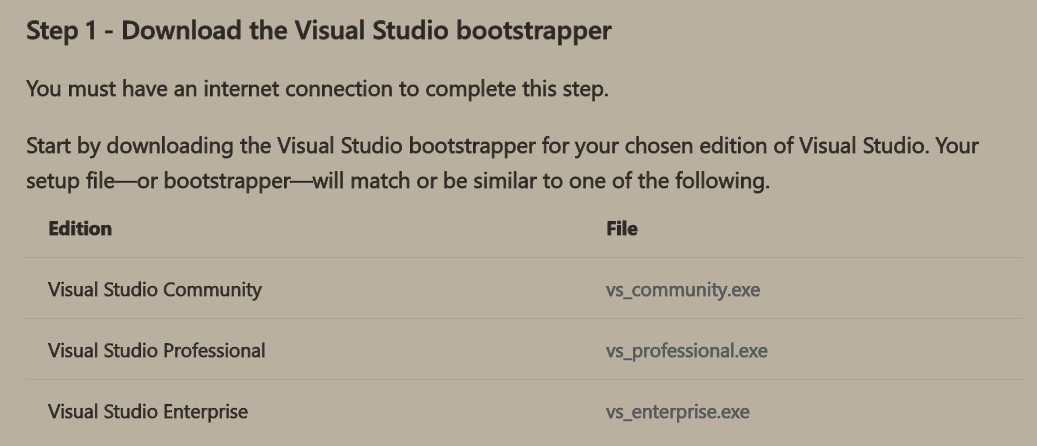 Step 1 - Download the Visual Studio bootstrapper
You must have an internet connection to complete this step.
Start by downloading the Visual Studio bootstrapper for your chosen edition of Visual Studio. Your
setup file—or bootstrapper—will match or be similar to one of the following.
Edition File
Visual Studio Community vs_community.exe
Visual Studio Professional vs_professional.exe
Visual Studio Enterprise vs_enterprise.exe